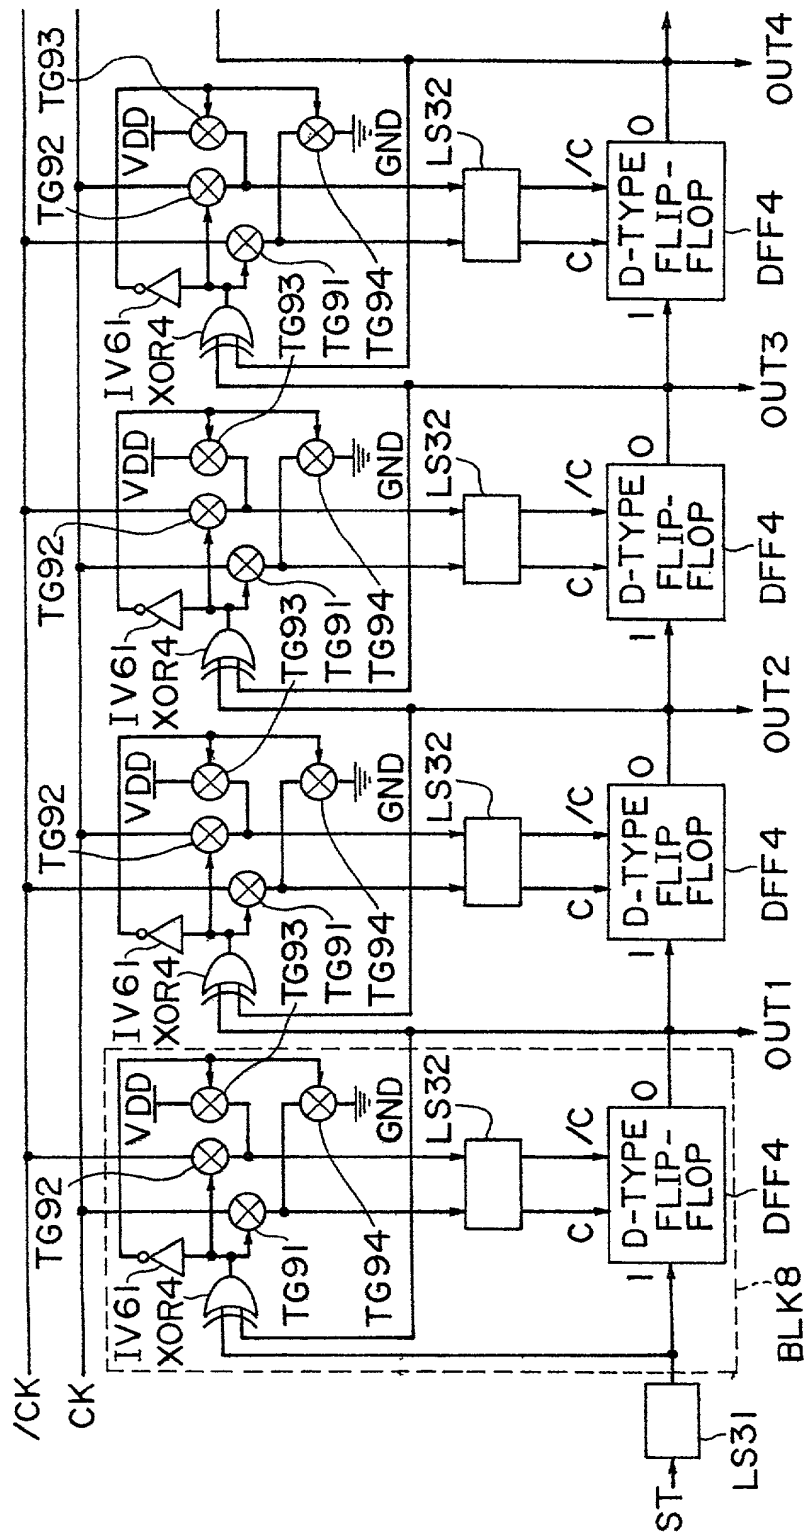 /CK
CK
ST
LS31
BLK8
IV61
XOR4
TG92
VDD
TG93
TG91
TG94
GND
LS32
C
/C
I
O
D-TYPE
FLIP-
FLOP
DFF4
OUT1
IV61
XOR4
TG92
VDD
TG93
TG91
TG94
GND
LS32
C
/C
I
O
D-TYPE
FLIP
FLOP
DFF4
OUT2
IV61
XOR4
TG92
VDD
TG93
TG91
TG94
GND
LS32
C
/C
I
O
D-TYPE
FLIP-
FLOP
DFF4
OUT3
IV61
XOR4
TG92
VDD
TG93
TG91
TG94
GND
LS32
C
/C
I
O
D-TYPE
FLIP-
FLOP
DFF4
OUT4